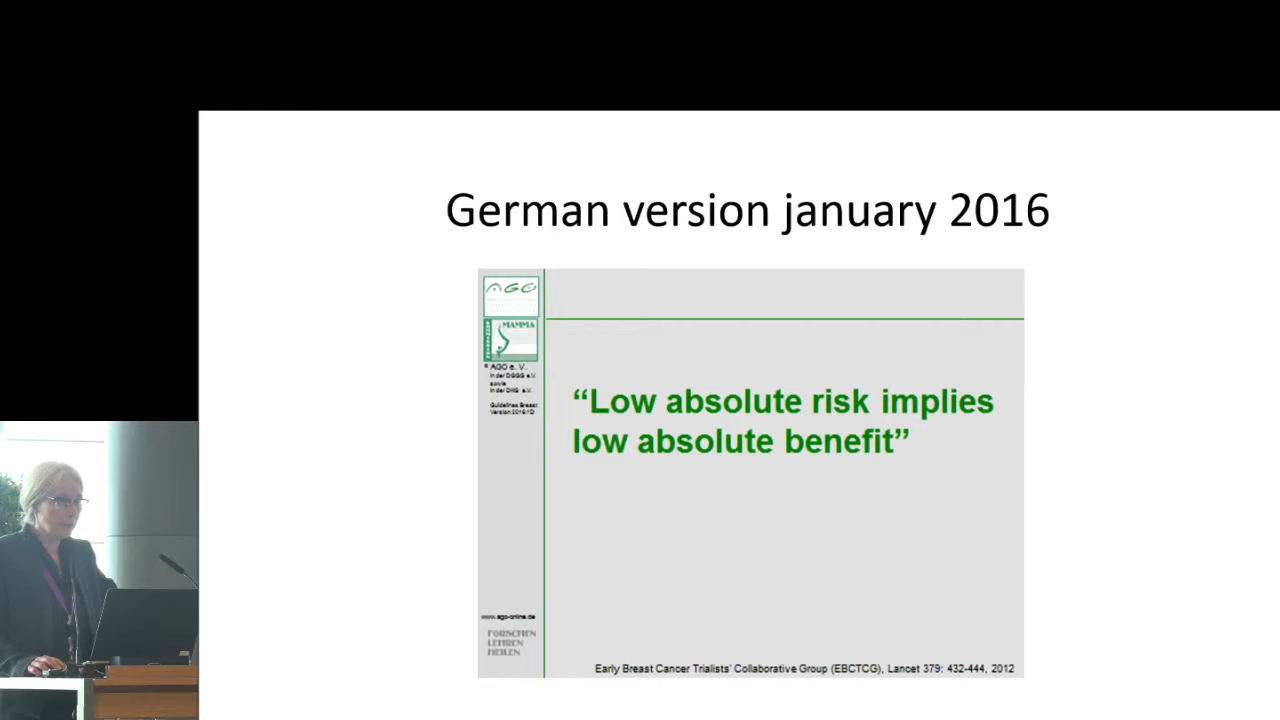 German version january 2016
AGO
MAMMA
© AGO e. V.
in der DGGG e.V.
sowie
in der DKG e.V.
Guidelines Breast
Version 2016.1D
“Low absolute risk implies
low absolute benefit”
www.ago-online.de
FORSCHEN
LEHREN
HEILEN
Early Breast Cancer Trialists’ Collaborative Group (EBCTCG), Lancet 379: 432-444, 2012